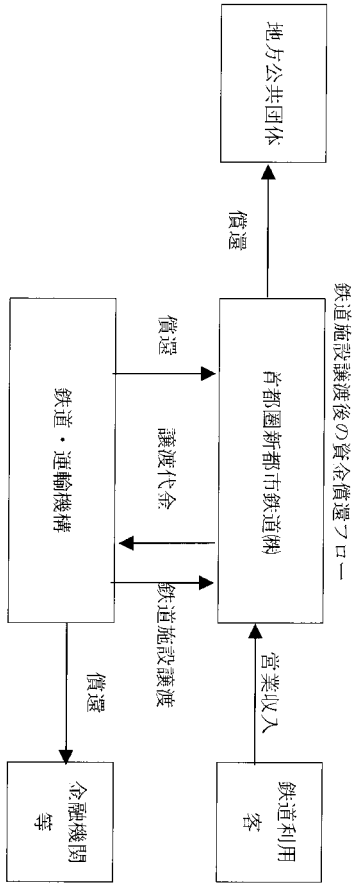 鉄道施設譲渡後の資金償還フロー
地方公共団体
償還
首都圏新都市鉄道㈱
営業収入
鉄道利用
客
償還
譲渡代金
鉄道施設譲渡
鉄道・運輸機構
償還
金融機関
等